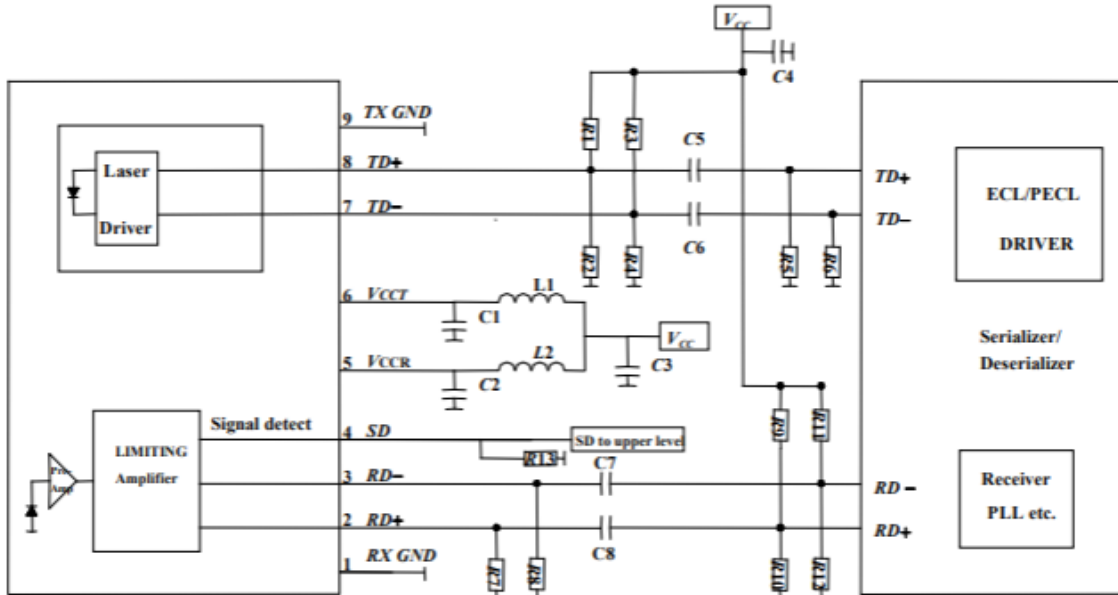 VCC
C4
9 TX GND
R1
R3
C5
Laser
Driver
8 TD+
TD+
ECL/PECL
DRIVER
7 TD-
TD-
C6
R2
R4
R5
R6
6 VCCT
L1
C1
VCC
Serializer/
Deserializer
5 VCCR
L2
C2
C3
Signal detect
4 SD
SD to upper level
R9
R11
LIMITING
Amplifier
R13
C7
Pre-
Amp
3 RD-
RD -
Receiver
PLL etc.
2 RD+
RD+
C8
1 RX GND
R7
R8
R10
R12